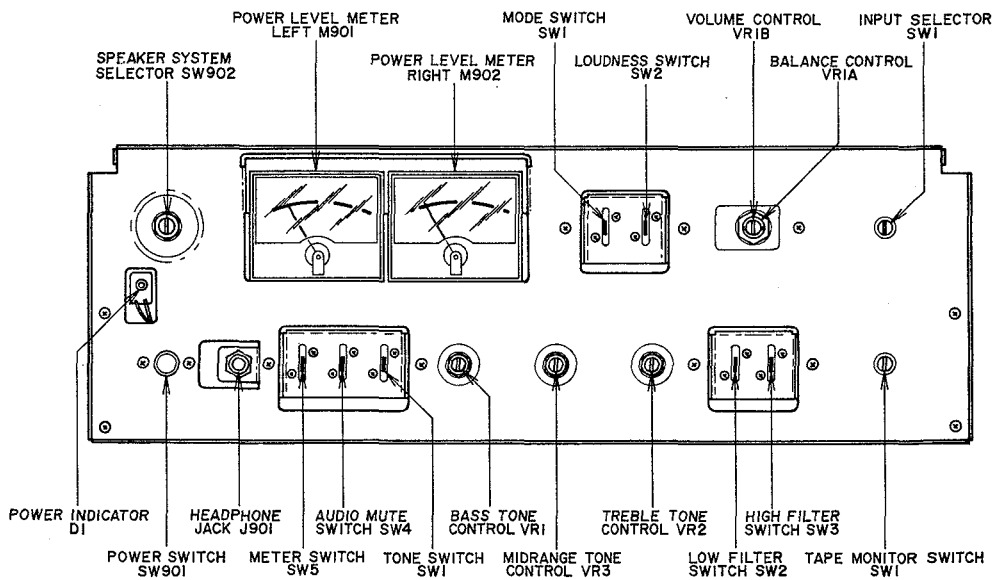 POWER LEVEL METER
LEFT M901
MODE SWITCH
SW1
VOLUME CONTROL
VR1B
INPUT SELECTOR
SW1
SPEAKER SYSTEM
SELECTOR SW902
POWER LEVEL METER
RIGHT M902
LOUDNESS SWITCH
SW2
BALANCE CONTROL
VR1A
POWER INDICATOR
D1
HEADPHONE
JACK J901
AUDIO MUTE
SWITCH SW4
BASS TONE
CONTROL VR1
TREBLE TONE
CONTROL VR2
HIGH FILTER
SWITCH SW3
POWER SWITCH
SW901
METER SWITCH
SW5
TONE SWITCH
SW1
MIDRANGE TONE
CONTROL VR3
LOW FILTER
SWITCH SW2
TAPE MONITOR SWITCH
SW1